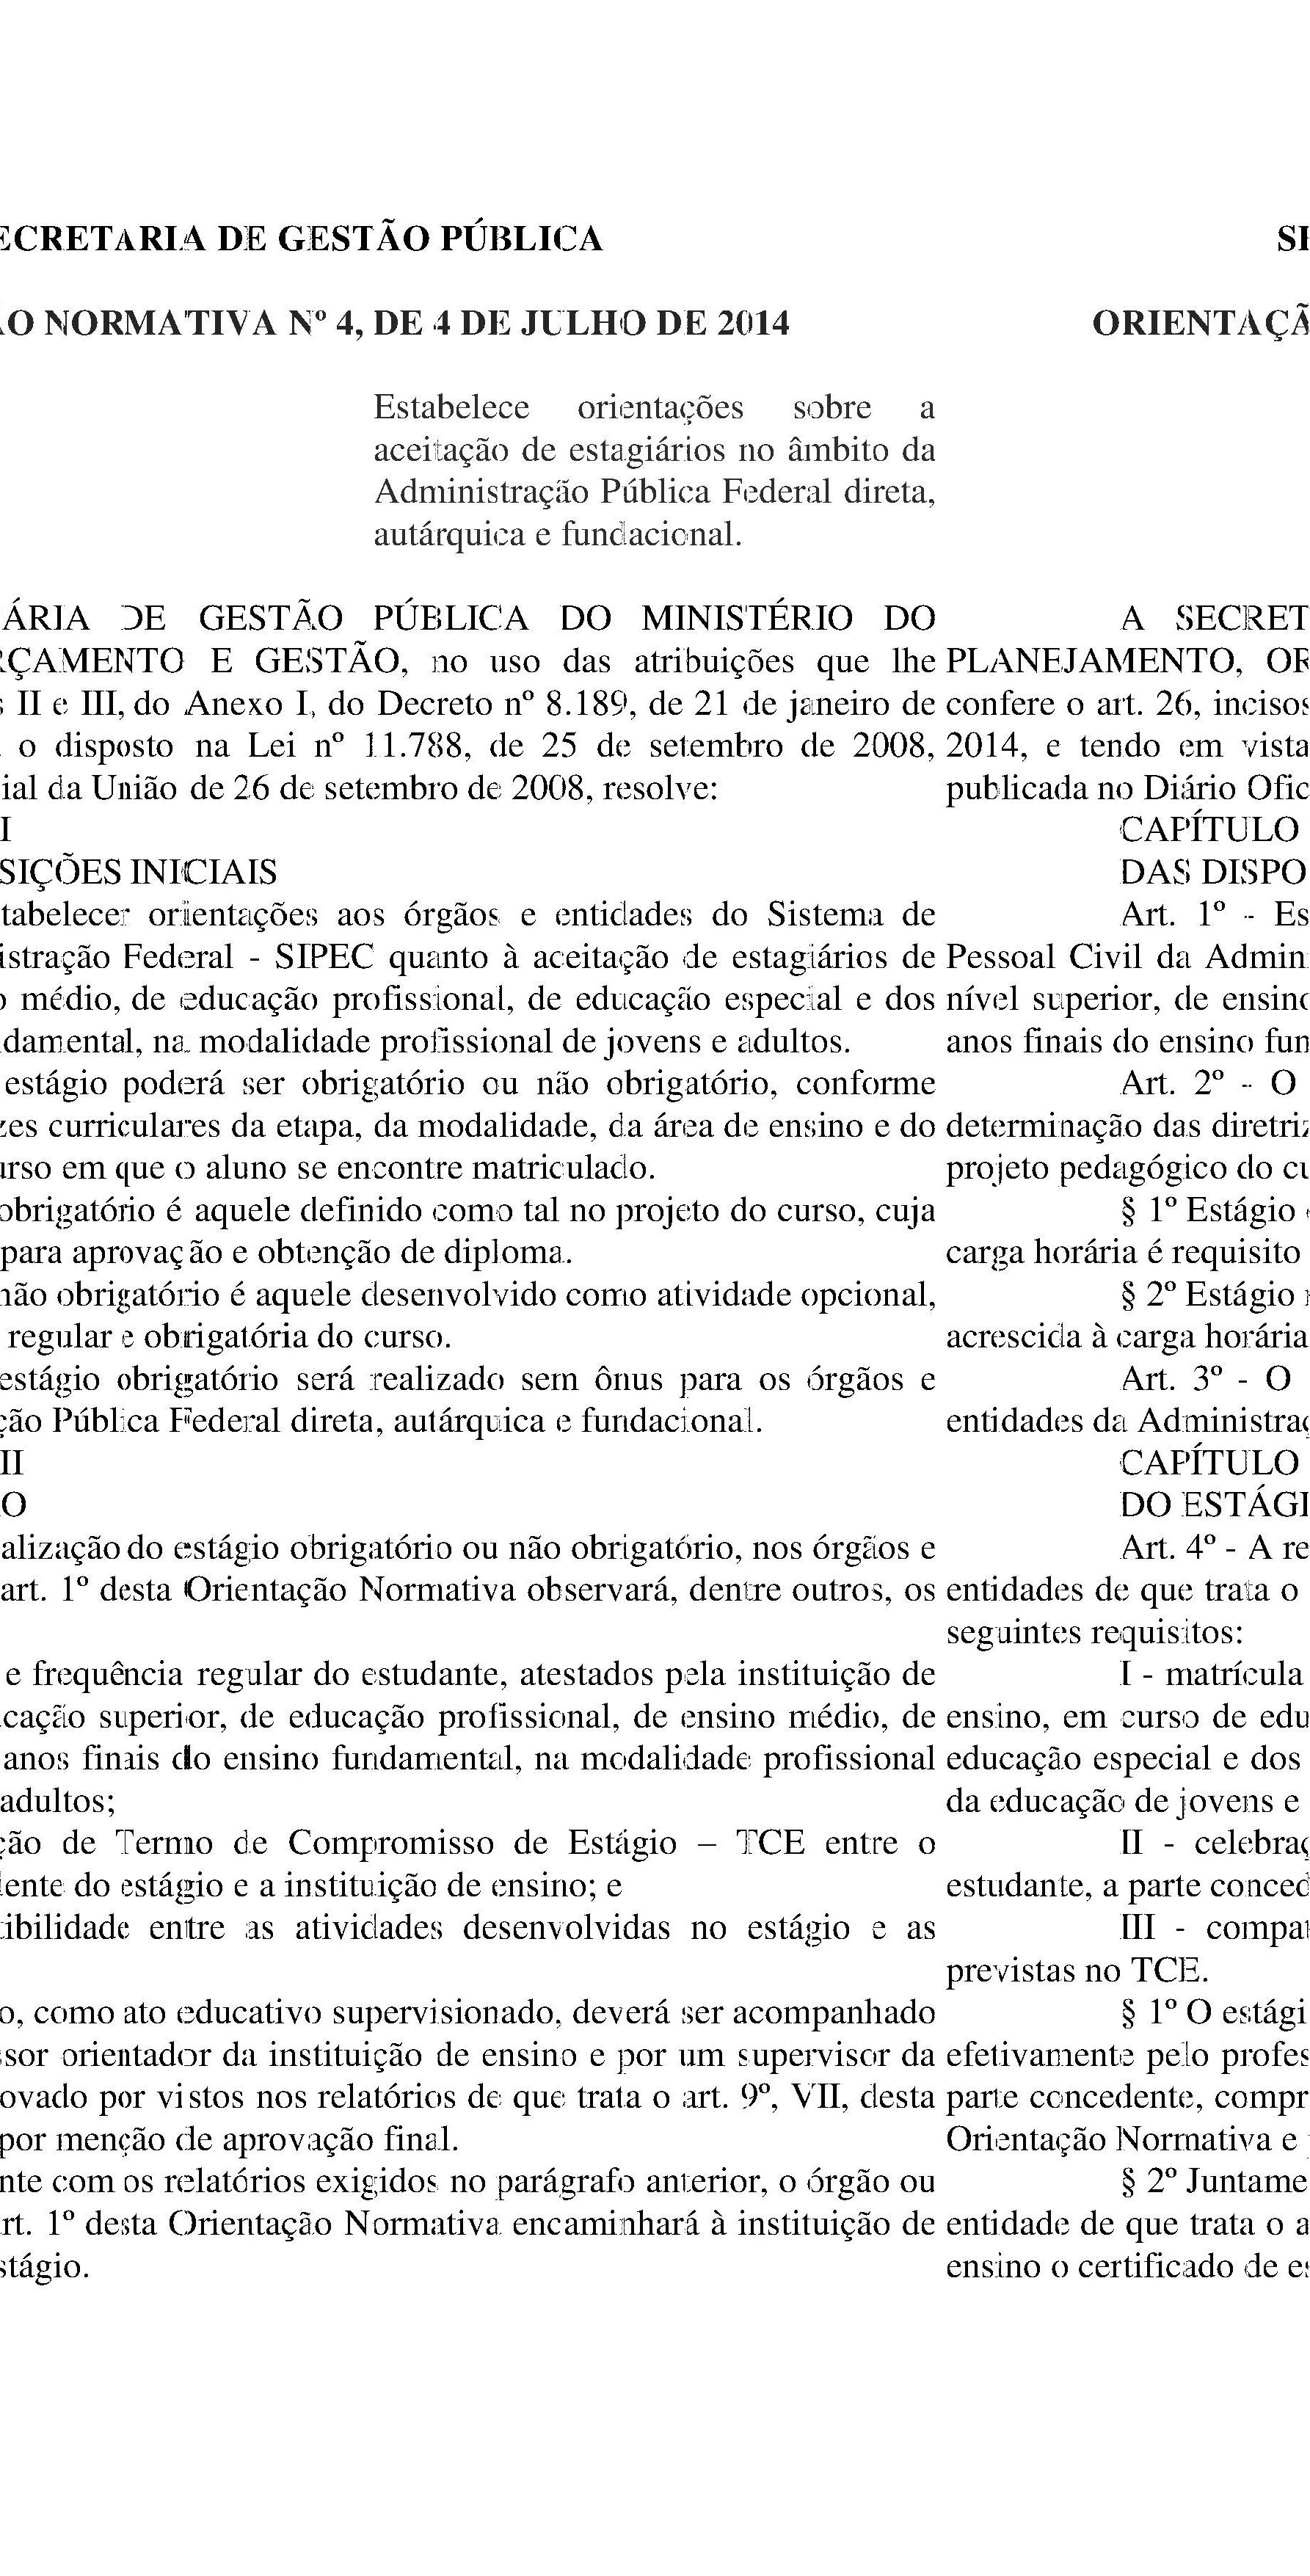 ECRETARIA DE GESTÃO PÚBLICA
ÃO NORMATIVA Nº 4, DE 4 DE JULHO DE 2014
Estabelece orientações sobre a
aceitação de estagiários no âmbito da
Administração Pública Federal direta,
autárquica e fundacional.
ÁRIA DE GESTÃO PÚBLICA DO MINISTÉRIO DO
RÇAMENTO E GESTÃO, no uso das atribuições que lhe
s II e III, do Anexo I, do Decreto nº 8.189, de 21 de janeiro de
a o disposto na Lei nº 11.788, de 25 de setembro de 2008,
ial da União de 26 de setembro de 2008, resolve:
I
SIÇÕES INICIAIS
tabelecer orientações aos órgãos e entidades do Sistema de
istração Federal - SIPEC quanto à aceitação de estagiários de
o médio, de educação profissional, de educação especial e dos
damental, na modalidade profissional de jovens e adultos.
estágio poderá ser obrigatório ou não obrigatório, conforme
zes curriculares da etapa, da modalidade, da área de ensino e do
urso em que o aluno se encontre matriculado.
obrigatório é aquele definido como tal no projeto do curso, cuja
para aprovação e obtenção de diploma.
não obrigatório é aquele desenvolvido como atividade opcional,
regular e obrigatória do curso.
estágio obrigatório será realizado sem ônus para os órgãos e
ção Pública Federal direta, autárquica e fundacional.
II
O
alização do estágio obrigatório ou não obrigatório, nos órgãos e
art. 1º desta Orientação Normativa observará, dentre outros, os
e frequência regular do estudante, atestados pela instituição de
cação superior, de educação profissional, de ensino médio, de
anos finais do ensino fundamental, na modalidade profissional
adultos;
ção de Termo de Compromisso de Estágio – TCE entre o
lente do estágio e a instituição de ensino; e
tibilidade entre as atividades desenvolvidas no estágio e as
o, como ato educativo supervisionado, deverá ser acompanhado
ssor orientador da instituição de ensino e por um supervisor da
ovado por vistos nos relatórios de que trata o art. 9º, VII, desta
por menção de aprovação final.
nte com os relatórios exigidos no parágrafo anterior, o órgão ou
rt. 1º desta Orientação Normativa encaminhará à instituição de
stágio.
SE
ORIENTAÇÃ
A SECRET
PLANEJAMENTO, OR
confere o art. 26, incisos
2014, e tendo em vista
publicada no Diário Ofic
CAPÍTULO
DAS DISPO
Art. 1º - Es
Pessoal Civil da Admin
nível superior, de ensino
anos finais do ensino fun
Art. 2º - O
determinação das diretriz
projeto pedagógico do cu
§ 1º Estágio
carga horária é requisito
§ 2º Estágio
acrescida à carga horária
Art. 3º - O
entidades da Administraç
CAPÍTULO
DO ESTÁGI
Art. 4º - A re
entidades de que trata o
seguintes requisitos:
I - matrícula
ensino, em curso de edu
educação especial e dos
da educação de jovens e
II - celebraç
estudante, a parte conced
III - compat
previstas no TCE.
§ 1º O estági
efetivamente pelo profes
parte concedente, compr
Orientação Normativa e
§ 2º Juntame
entidade de que trata o a
ensino o certificado de es